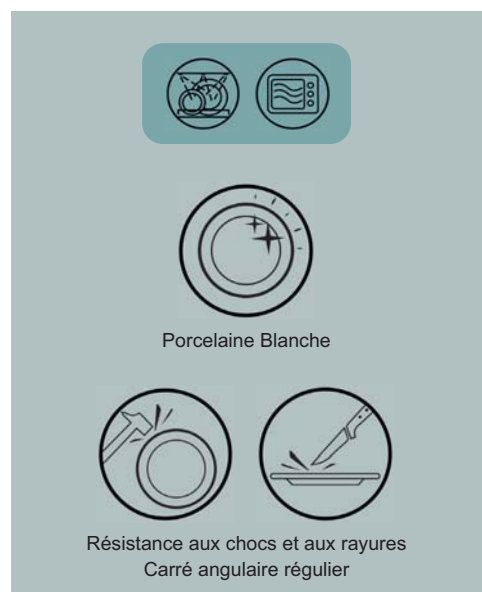 Porcelaine Blanche
Résistance aux chocs et aux rayures
Carré angulaire régulier